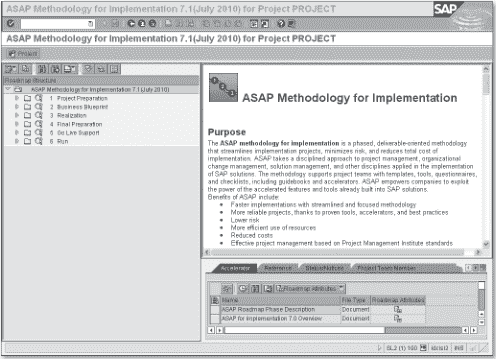 ASAP Methodology for Implementation 7.1(July 2010) for Project PROJECT
SAP
ASAP Methodology for Implementation 7.1(July 2010) for Project PROJECT
Project
Roadmap Structure
ASAP Methodology for Implementation 7.1(July 2010)
1 Project Preparation
2 Business Blueprint
3 Realization
4 Final Preparation
5 Go Live Support
6 Run
ASAP Methodology for Implementation
Purpose
The ASAP methodology for implementation is a phased, deliverable-oriented methodology
that streamlines implementation projects, minimizes risk, and reduces total cost of
implementation. ASAP takes a disciplined approach to project management, organizational
change management, solution management, and other disciplines applied in the implementation
of SAP solutions. The methodology supports project teams with templates, tools, questionnaires,
and checklists, including guidebooks and accelerators. ASAP empowers companies to exploit
the power of the accelerated features and tools already built into SAP solutions.
Benefits of ASAP include:
• Faster implementations with streamlined and focused methodology
• More reliable projects, thanks to proven tools, accelerators, and best practices
• Lower risk
• More efficient use of resources
• Reduced costs
• Effective project management based on Project Management Institute standards
Accelerator Reference Status/Notices Project Team Member
Roadmap Attributes
Name File Type Roadmap Attributes
ASAP Roadmap Phase Description Document
ASAP for Implementation 7.0 Overview Document
SL3 (1) 100 INS